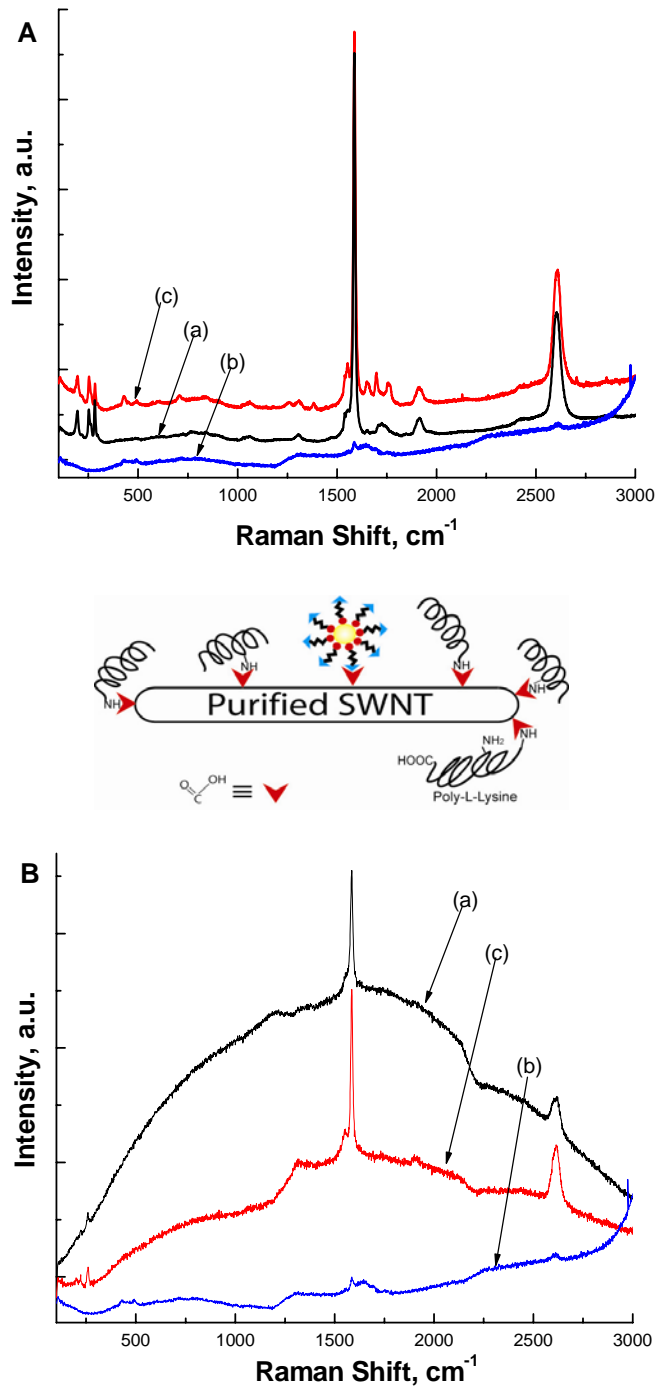 A
Intensity, a.u.
(c)
(a)
(b)
500 1000 1500 2000 2500 3000
Raman Shift, cm-1
NH NH NH NH
Purified SWNT
NH2 NH
HOOC
O OH
C ≡
Poly-L-Lysine
B
Intensity, a.u.
(a)
(c)
(b)
500 1000 1500 2000 2500 3000
Raman Shift, cm-1